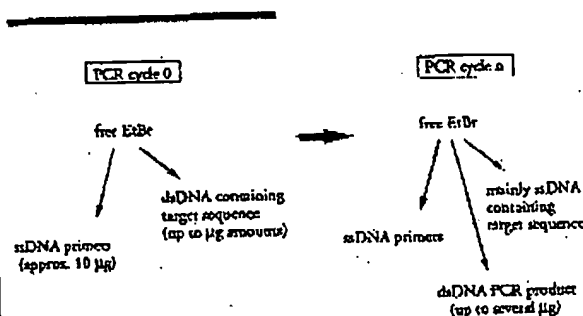 PCR cycle 0
free EtBr
dsDNA containing
target sequence
(up to µg amounts)
ssDNA primers
(approx. 10 µg)
PCR cycle n
free EtBr
mainly ssDNA
containing
target sequence
ssDNA primers
dsDNA PCR product
(up to several µg)